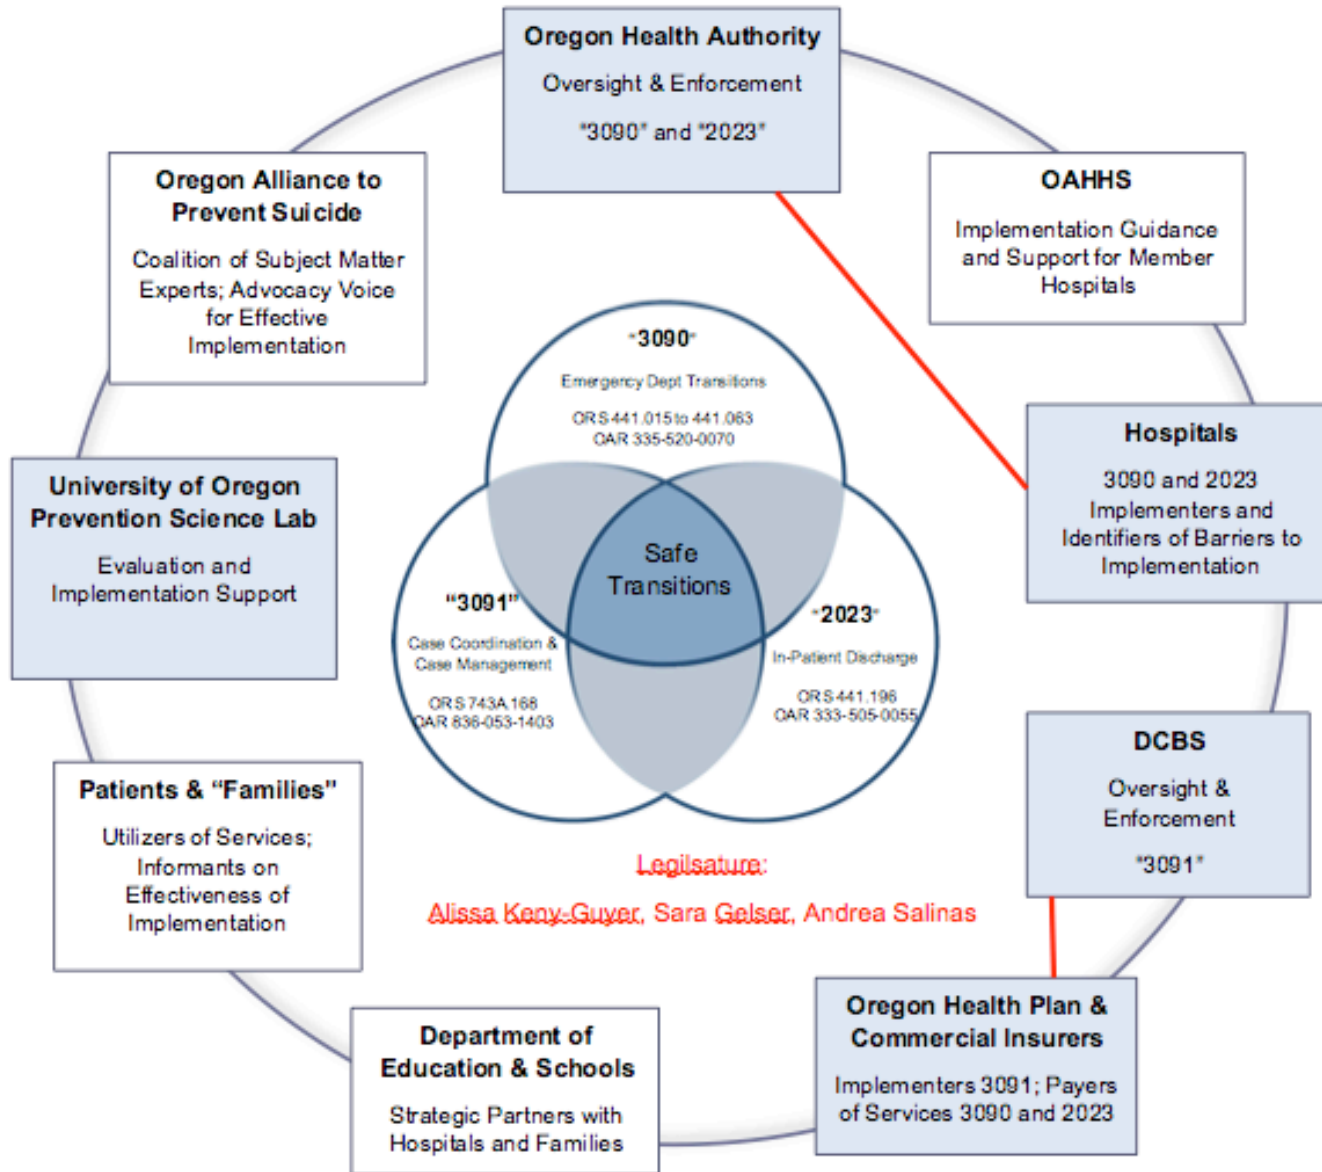 Oregon Health Authority
Oversight & Enforcement
"3090" and "2023"
OAHHS
Implementation Guidance
and Support for Member
Hospitals
Hospitals
3090 and 2023
Implementers and
Identifiers of Barriers to
Implementation
DCBS
Oversight &
Enforcement
"3091"
Oregon Health Plan &
Commercial Insurers
Implementers 3091; Payers
of Services 3090 and 2023
Department of
Education & Schools
Strategic Partners with
Hospitals and Families
Patients & “Families”
Utilizers of Services;
Informants on
Effectiveness of
Implementation
University of Oregon
Prevention Science Lab
Evaluation and
Implementation Support
Oregon Alliance to
Prevent Suicide
Coalition of Subject Matter
Experts; Advocacy Voice
for Effective
Implementation
"3090"
Emergency Dept Transitions
ORS 441.015 to 441.063
OAR 335-520-0070
Safe
Transitions
“3091”
Case Coordination &
Case Management
ORS 743A.168
OAR 836-053-1403
"2023"
In-Patient Discharge
ORS 441.196
OAR 333-505-0055
Legilsature:
Alissa Keny-Guyer, Sara Gelser, Andrea Salinas